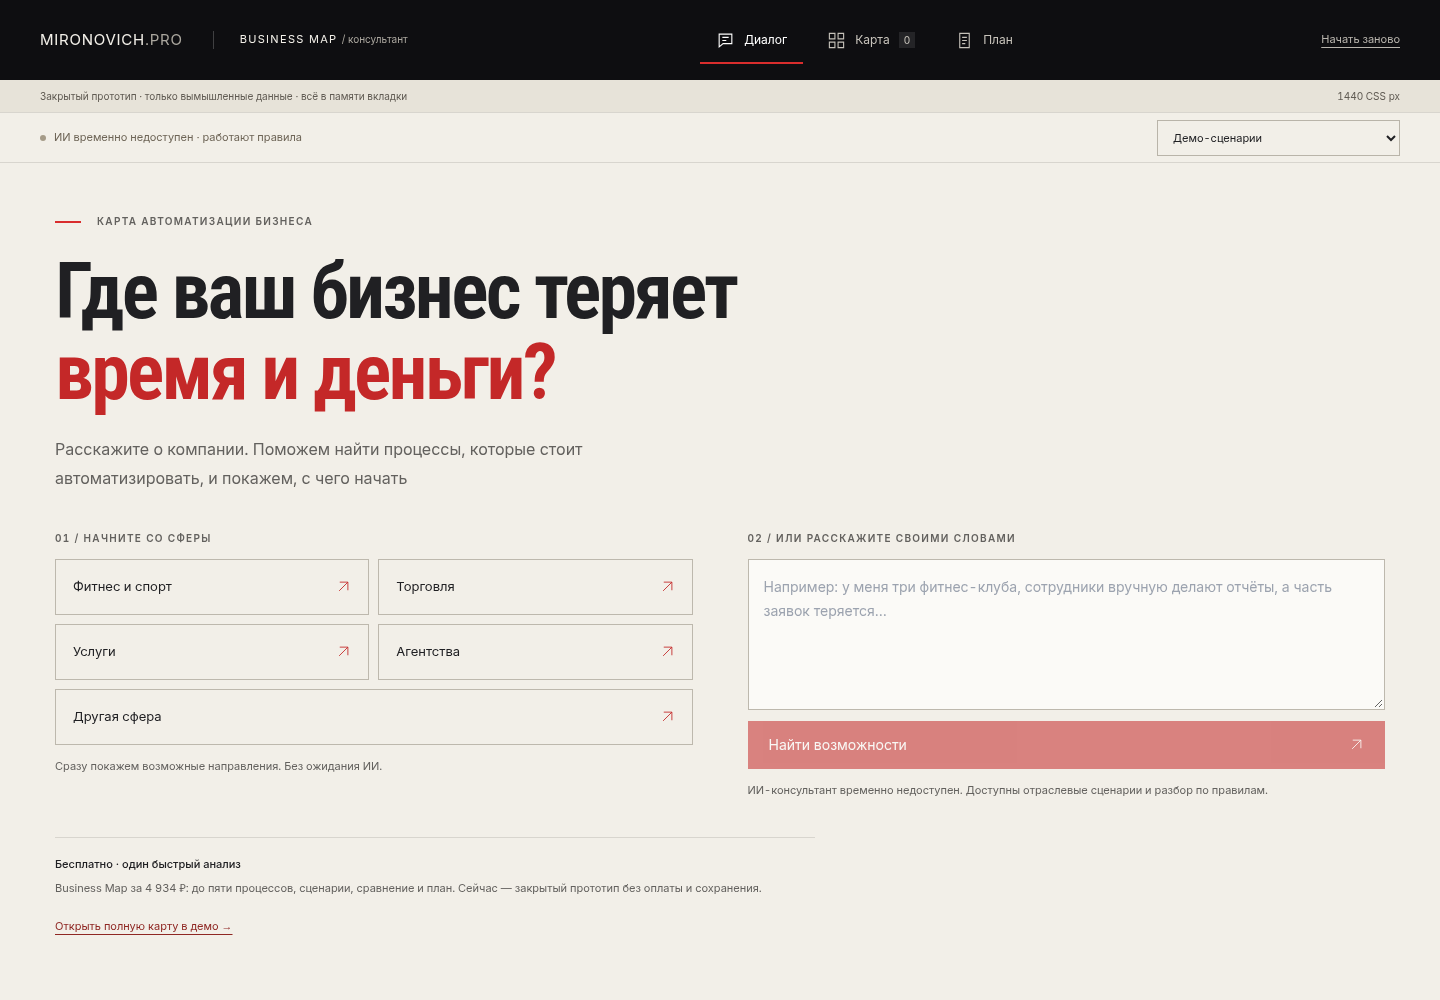 MIRONOVICH.PRO
BUSINESS MAP / консультант
Диалог
Карта 0
План
Начать заново
Закрытый прототип · только вымышленные данные · всё в памяти вкладки
1440 CSS px
ИИ временно недоступен · работают правила
Демо-сценарии
КАРТА АВТОМАТИЗАЦИИ БИЗНЕСА
Где ваш бизнес теряет
время и деньги?
Расскажите о компании. Поможем найти процессы, которые стоит
автоматизировать, и покажем, с чего начать
01 / НАЧНИТЕ СО СФЕРЫ
Фитнес и спорт
Торговля
Услуги
Агентства
Другая сфера
Сразу покажем возможные направления. Без ожидания ИИ.
02 / ИЛИ РАССКАЖИТЕ СВОИМИ СЛОВАМИ
Например: у меня три фитнес-клуба, сотрудники вручную делают отчёты, а часть
заявок теряется...
Найти возможности
ИИ-консультант временно недоступен. Доступны отраслевые сценарии и разбор по правилам.
Бесплатно · один быстрый анализ
Business Map за 4 934 ₽: до пяти процессов, сценарии, сравнение и план. Сейчас — закрытый прототип без оплаты и сохранения.
Открыть полную карту в демо →